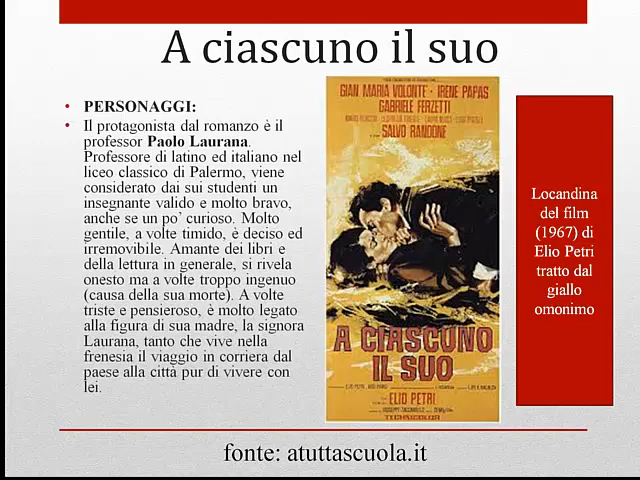 A ciascuno il suo
• PERSONAGGI:
• Il protagonista dal romanzo è il
professor Paolo Laurana.
Professore di latino ed italiano nel
liceo classico di Palermo, viene
considerato dai sui studenti un
insegnante valido e molto bravo,
anche se un po’ curioso. Molto
gentile, a volte timido, è deciso ed
irremovibile. Amante dei libri e
della lettura in generale, si rivela
onesto ma a volte troppo ingenuo
(causa della sua morte). A volte
triste e pensieroso, è molto legato
alla figura di sua madre, la signora
Laurana, tanto che vive nella
frenesia il viaggio in corriera dal
paese alla città pur di vivere con
lei.
GIAN MARIA VOLONTE · IRENE PAPAS
GABRIELE FERZETTI
SALVO RANDONE
A CIASCUNO
IL SUO
ELIO PETRI
TECHNICOLOR
Locandina
del film
(1967) di
Elio Petri
tratto dal
giallo
omonimo
fonte: atuttascuola.it